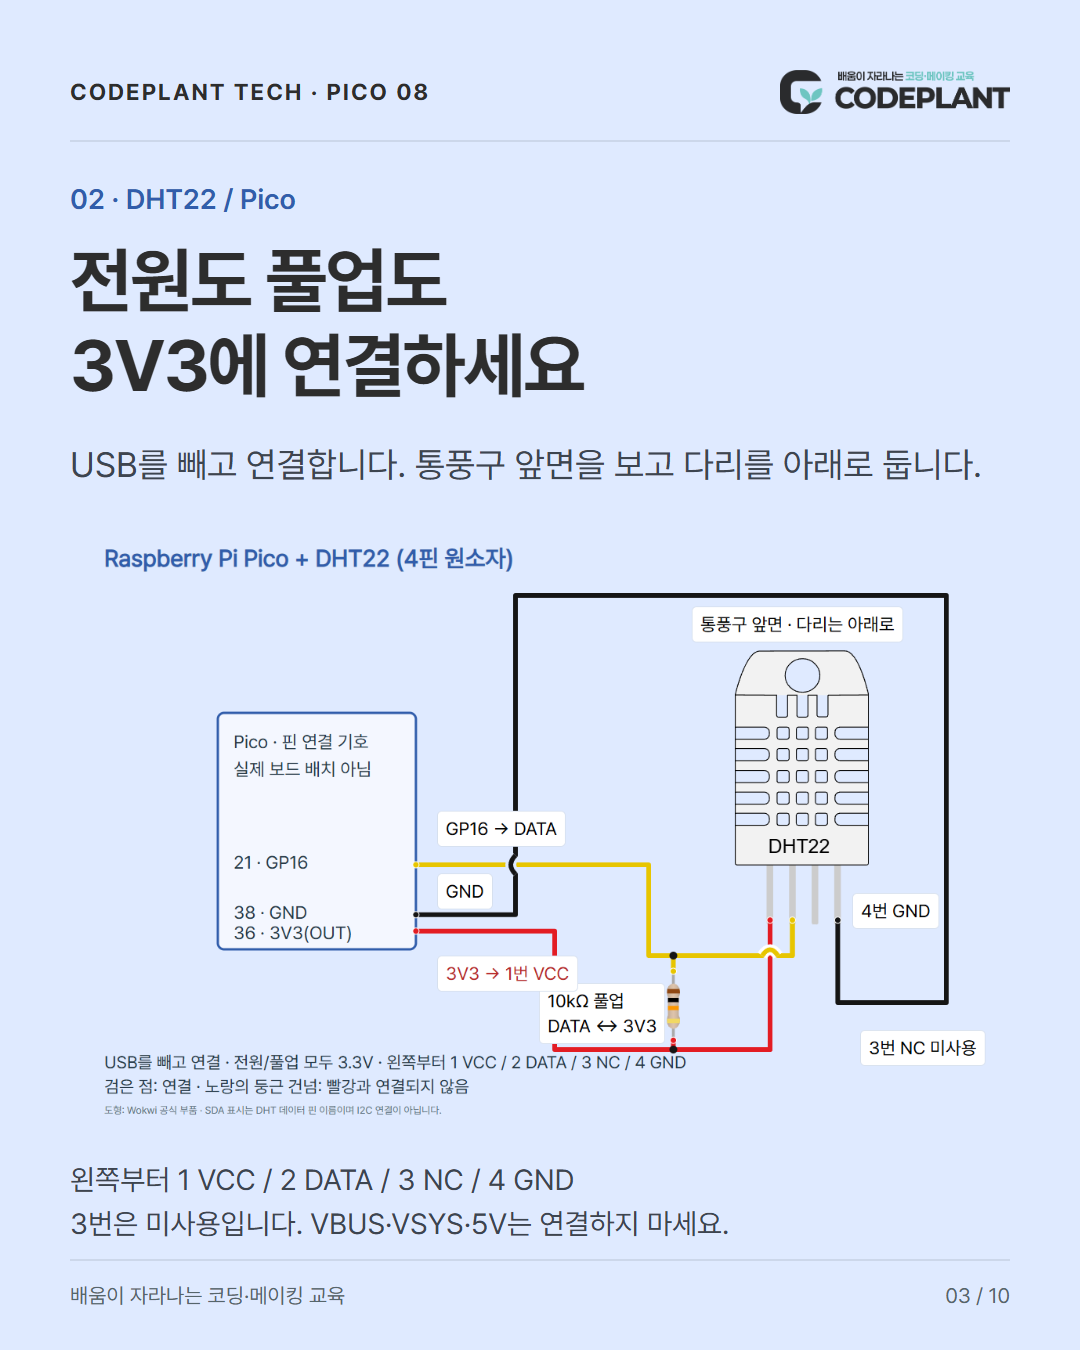 CODEPLANT TECH · PICO 08
배움이 자라나는 코딩·메이킹 교육
CODEPLANT
02 · DHT22 / Pico
전원도 풀업도
3V3에 연결하세요
USB를 빼고 연결합니다. 통풍구 앞면을 보고 다리를 아래로 둡니다.
Raspberry Pi Pico + DHT22 (4핀 원소자)
통풍구 앞면 · 다리는 아래로
Pico · 핀 연결 기호
실제 보드 배치 아님
GP16 → DATA
DHT22
21 · GP16
GND
38 · GND
36 · 3V3(OUT)
4번 GND
3V3 → 1번 VCC
10kΩ 풀업
DATA ↔ 3V3
3번 NC 미사용
USB를 빼고 연결 · 전원/풀업 모두 3.3V · 왼쪽부터 1 VCC / 2 DATA / 3 NC / 4 GND
검은 점: 연결 · 노랑의 둥근 건넘: 빨강과 연결되지 않음
도형: Wokwi 공식 부품 · SDA 표시는 DHT 데이터 핀 이름이며 I2C 연결이 아닙니다.
왼쪽부터 1 VCC / 2 DATA / 3 NC / 4 GND
3번은 미사용입니다. VBUS·VSYS·5V는 연결하지 마세요.
배움이 자라나는 코딩·메이킹 교육
03 / 10